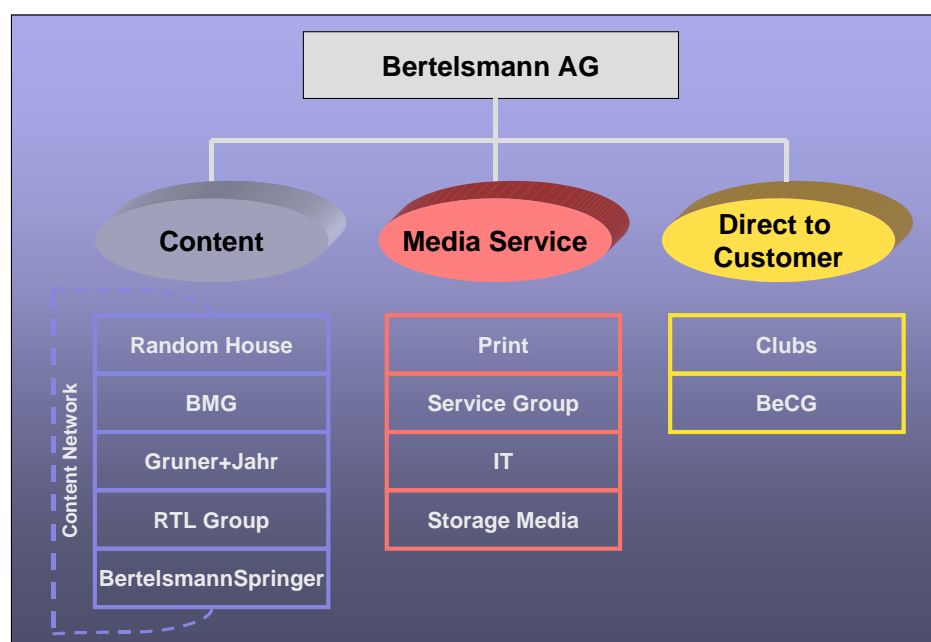 Bertelsmann AG
Content
Media Service
Direct to
Customer
Content Network
Random House
BMG
Gruner+Jahr
RTL Group
BertelsmannSpringer
Print
Service Group
IT
Storage Media
Clubs
BeCG